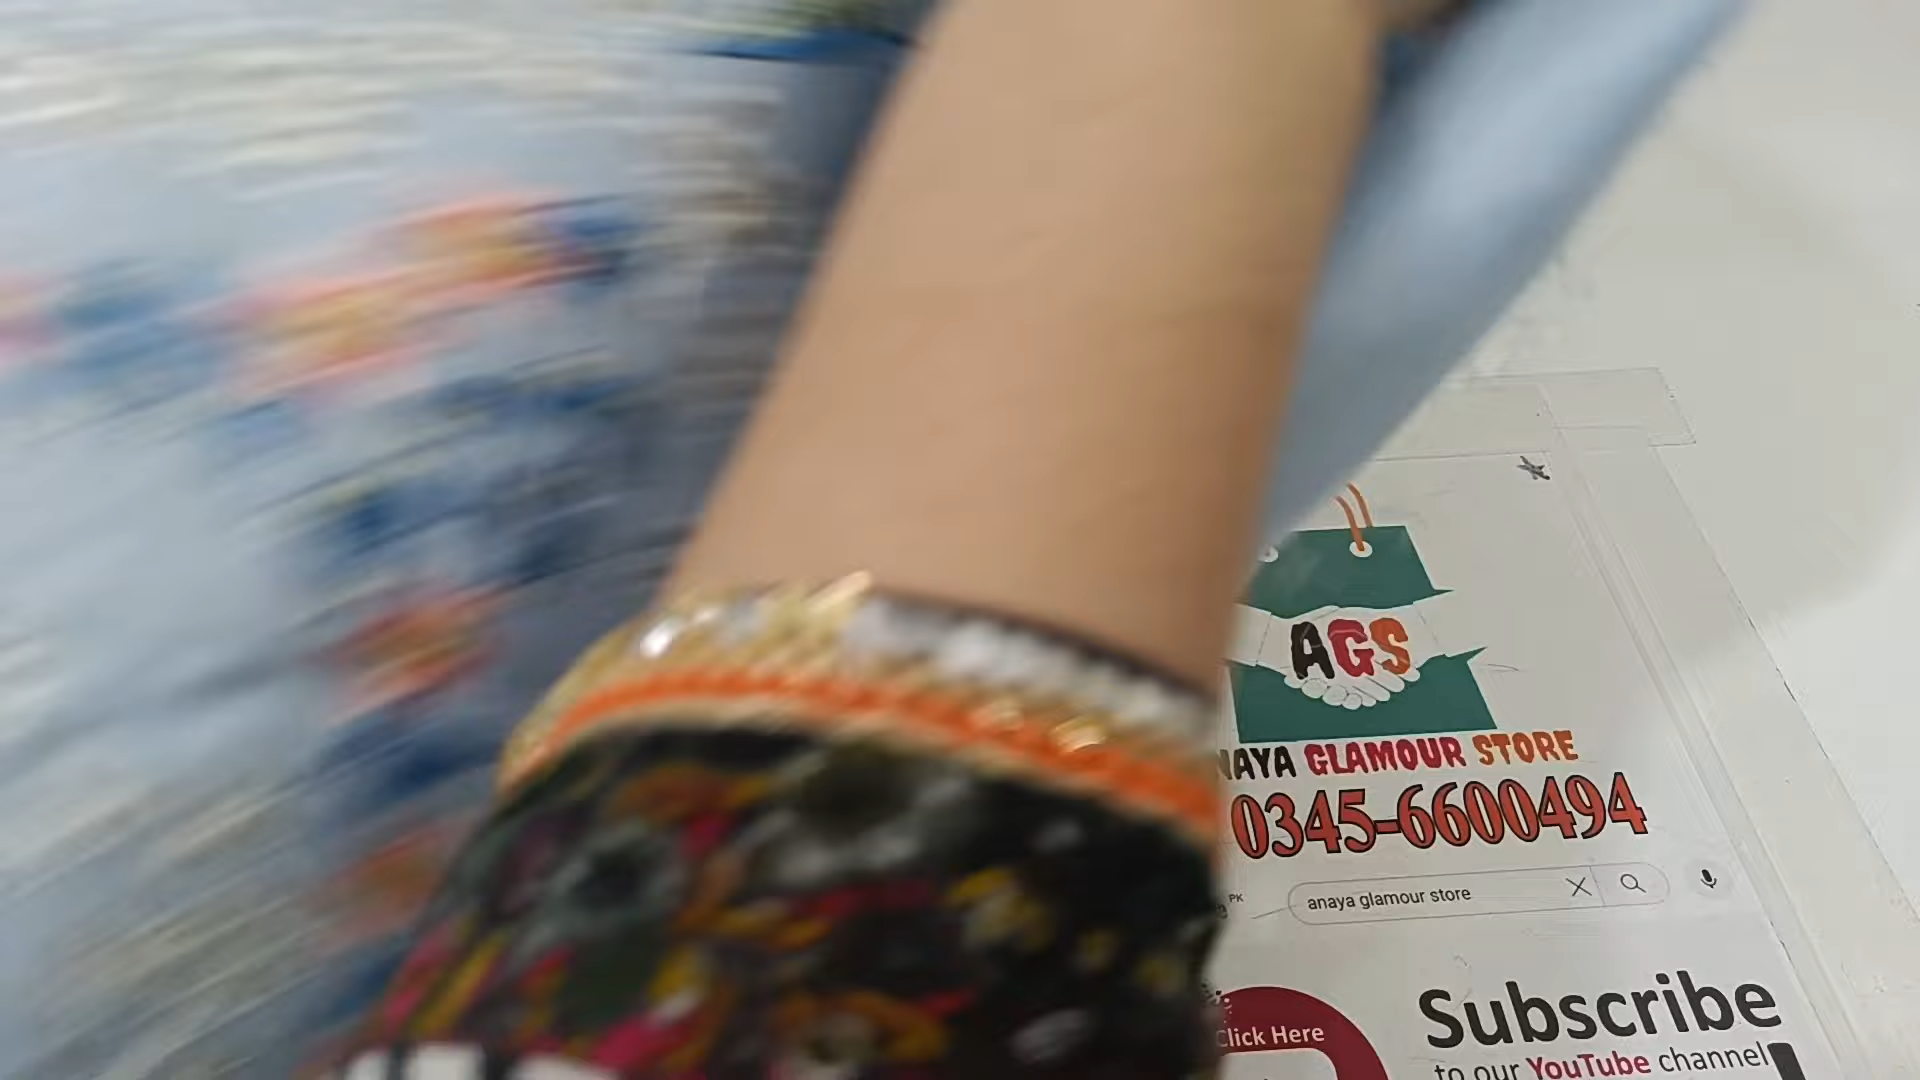 AGS
NAYA GLAMOUR STORE
0345-6600494
PK
anaya glamour store
Click Here
Subscribe
to our YouTube channel